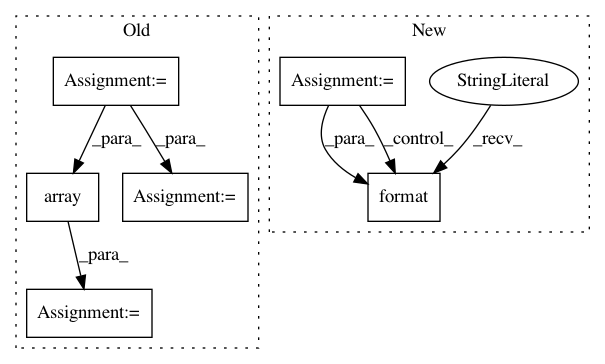 Old
New
Assignment:=
Assignment:=
StringLiteral
_para_
_para_
_para_
_control_
_recv_
array
Assignment:=
format
_para_
Assignment:=